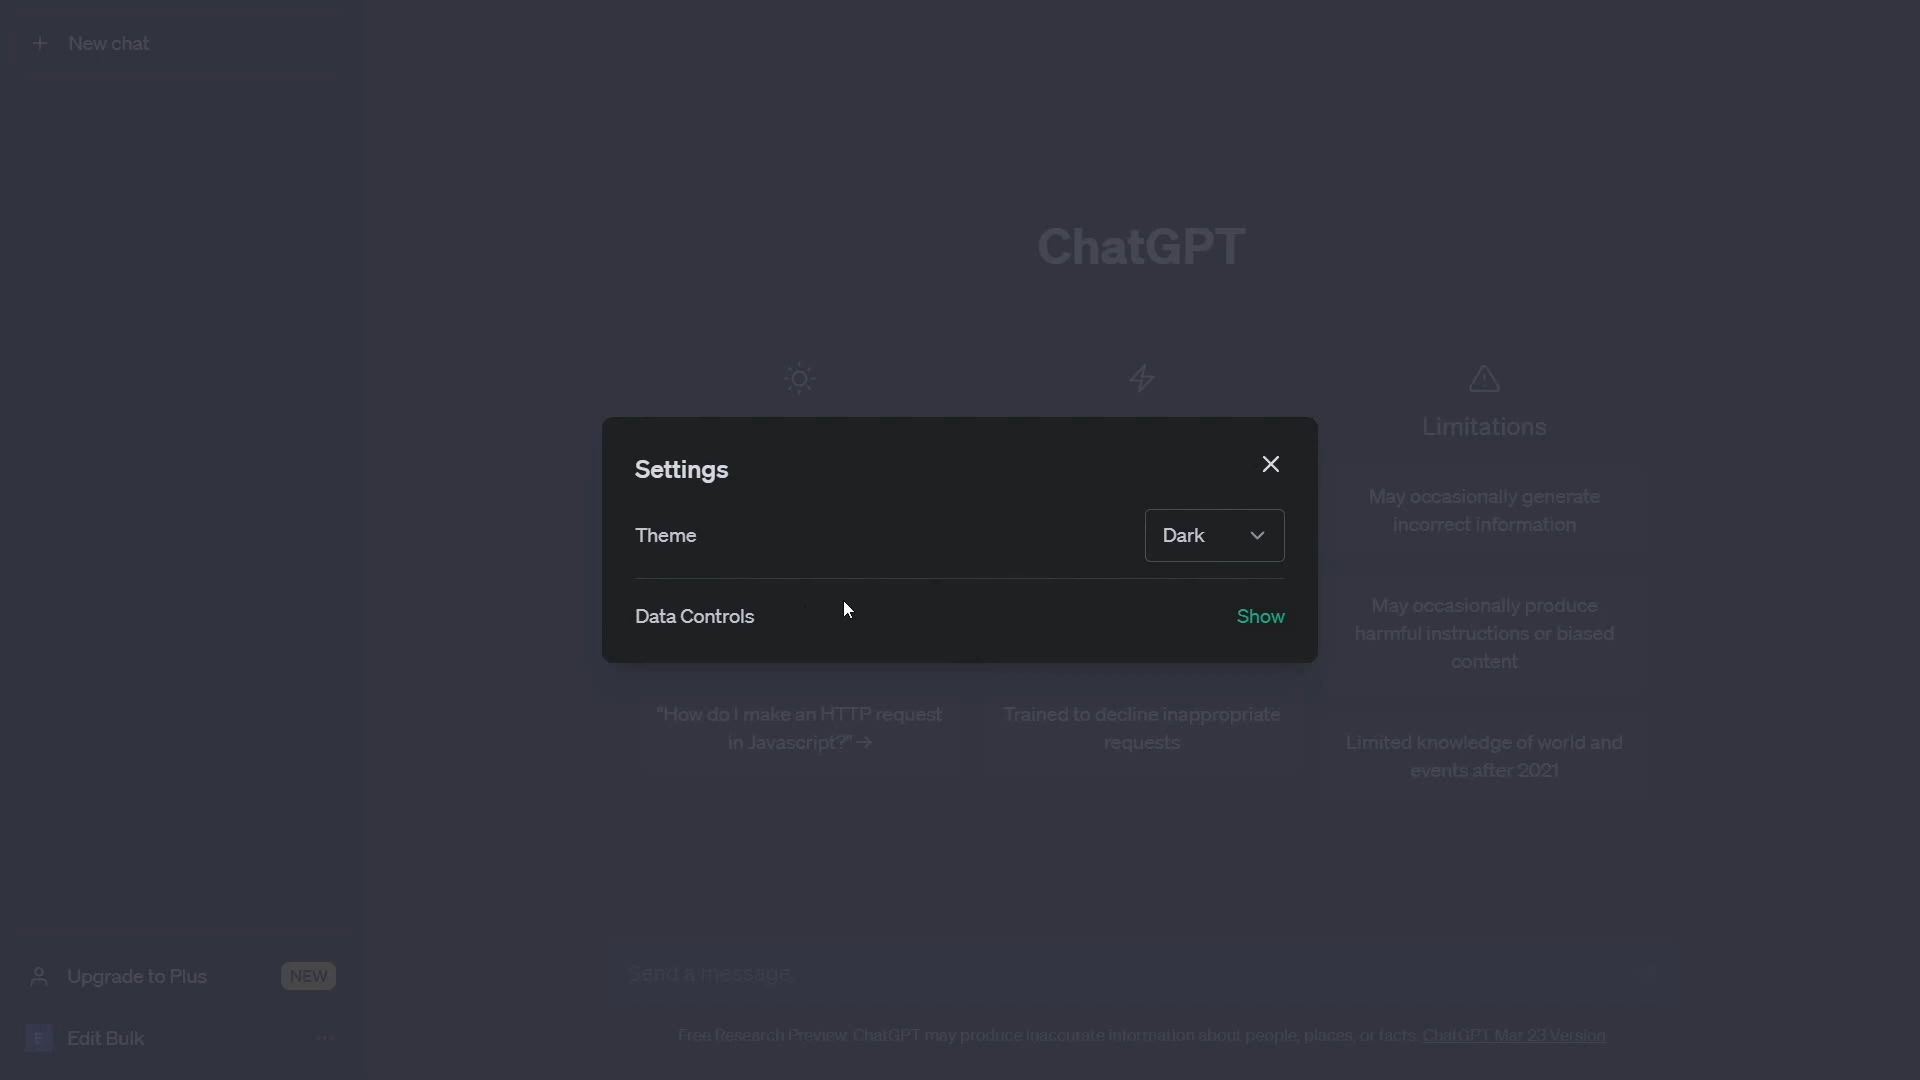 New chat
ChatGPT
Limitations
Settings
May occasionally generate
incorrect information
Theme
Dark
May occasionally produce
harmful instructions or biased
content
Data Controls
Show
"How do I make an HTTP request
in Javascript?" →
Trained to decline inappropriate
requests
Limited knowledge of world and
events after 2021
Upgrade to Plus
NEW
Send a message.
E
Edit Bulk
Free Research Preview. ChatGPT may produce inaccurate information about people, places, or facts. ChatGPT Mar 23 Version